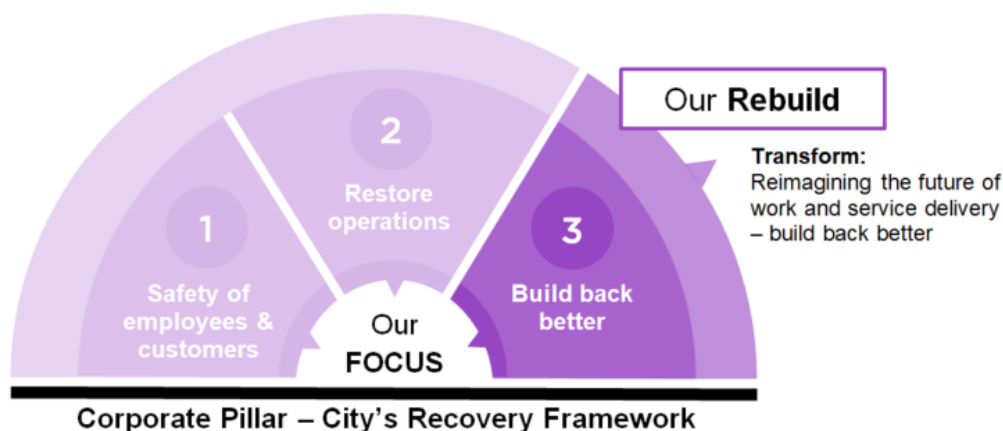 1
Safety of
employees &
customers
2
Restore
operations
3
Build back
better
Our
FOCUS
Our Rebuild
Transform:
Reimagining the future of
work and service delivery
– build back better
Corporate Pillar – City's Recovery Framework